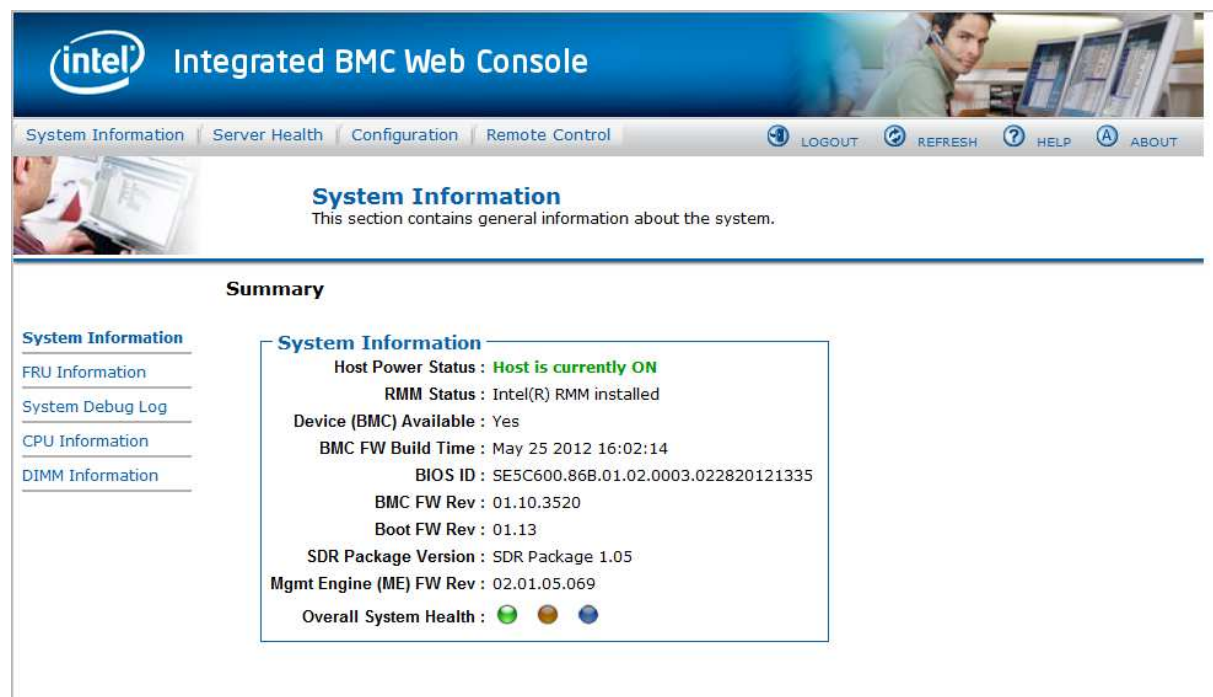 intel Integrated BMC Web Console
System Information Server Health Configuration Remote Control LOGOUT REFRESH HELP A ABOUT
System Information
This section contains general information about the system.
Summary
System Information
FRU Information
System Debug Log
CPU Information
DIMM Information
System Information
Host Power Status : Host is currently ON
RMM Status : Intel(R) RMM installed
Device (BMC) Available : Yes
BMC FW Build Time : May 25 2012 16:02:14
BIOS ID : SE5C600.86B.01.02.0003.022820121335
BMC FW Rev : 01.10.3520
Boot FW Rev : 01.13
SDR Package Version : SDR Package 1.05
Mgmt Engine (ME) FW Rev : 02.01.05.069
Overall System Health :